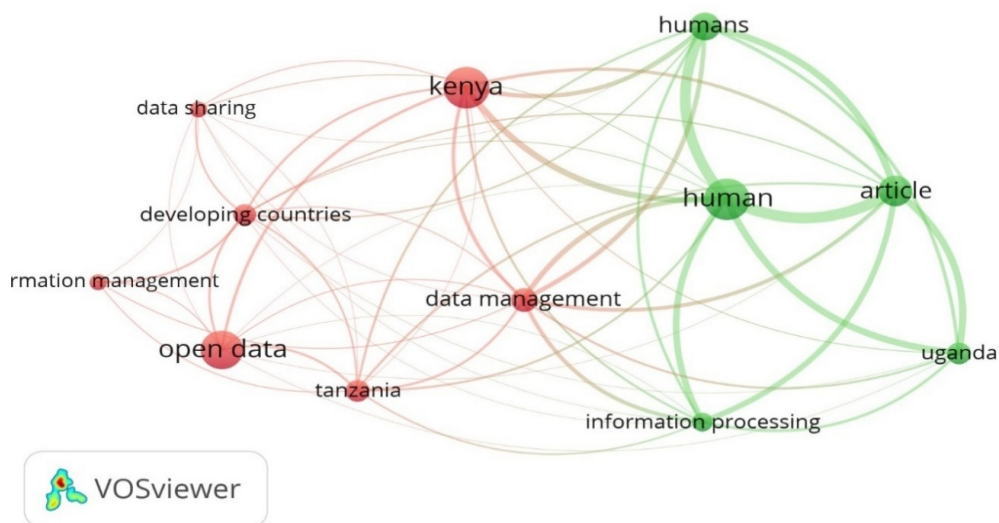 humans
kenya
data sharing
human
article
developing countries
rmation management
data management
open data
uganda
tanzania
information processing
VOSviewer